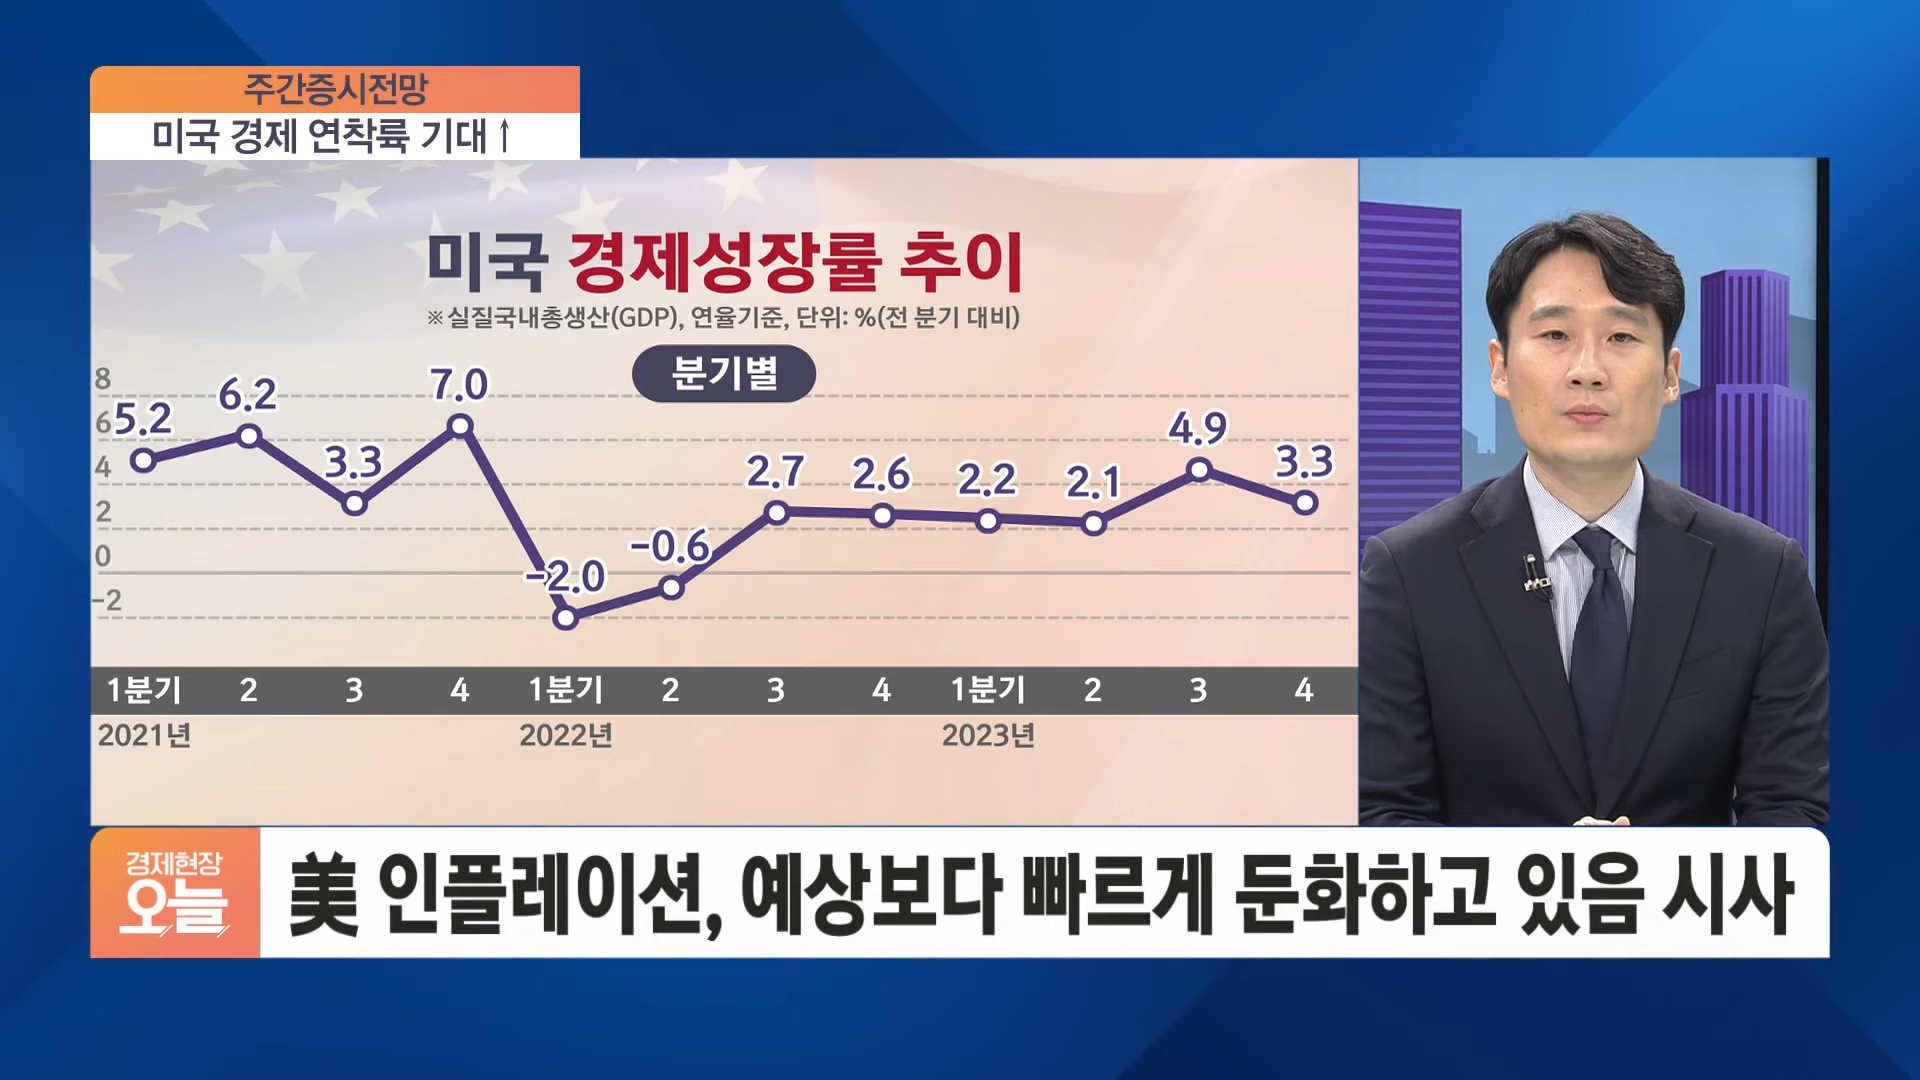 주간증시전망
미국 경제 연착륙 기대↑
미국 경제성장률 추이
※실질국내총생산(GDP), 연율기준, 단위: %(전 분기 대비)
분기별
8
6
4
2
0
-2
5.2
6.2
3.3
7.0
-2.0
-0.6
2.7
2.6
2.2
2.1
4.9
3.3
1분기 2 3 4 1분기 2 3 4 1분기 2 3 4
2021년 2022년 2023년
경제현장
오늘
美 인플레이션, 예상보다 빠르게 둔화하고 있음 시사